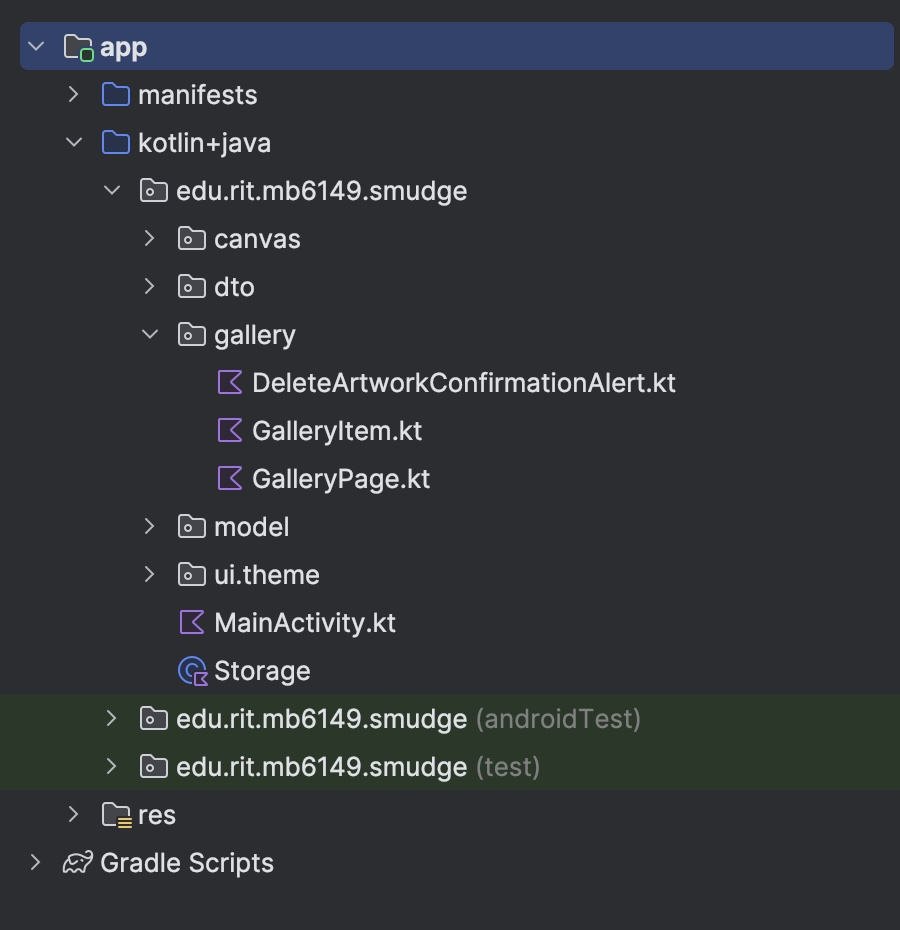 app
manifests
kotlin+java
edu.rit.mb6149.smudge
canvas
dto
gallery
DeleteArtworkConfirmationAlert.kt
GalleryItem.kt
GalleryPage.kt
model
ui.theme
MainActivity.kt
Storage
edu.rit.mb6149.smudge (androidTest)
edu.rit.mb6149.smudge (test)
res
Gradle Scripts